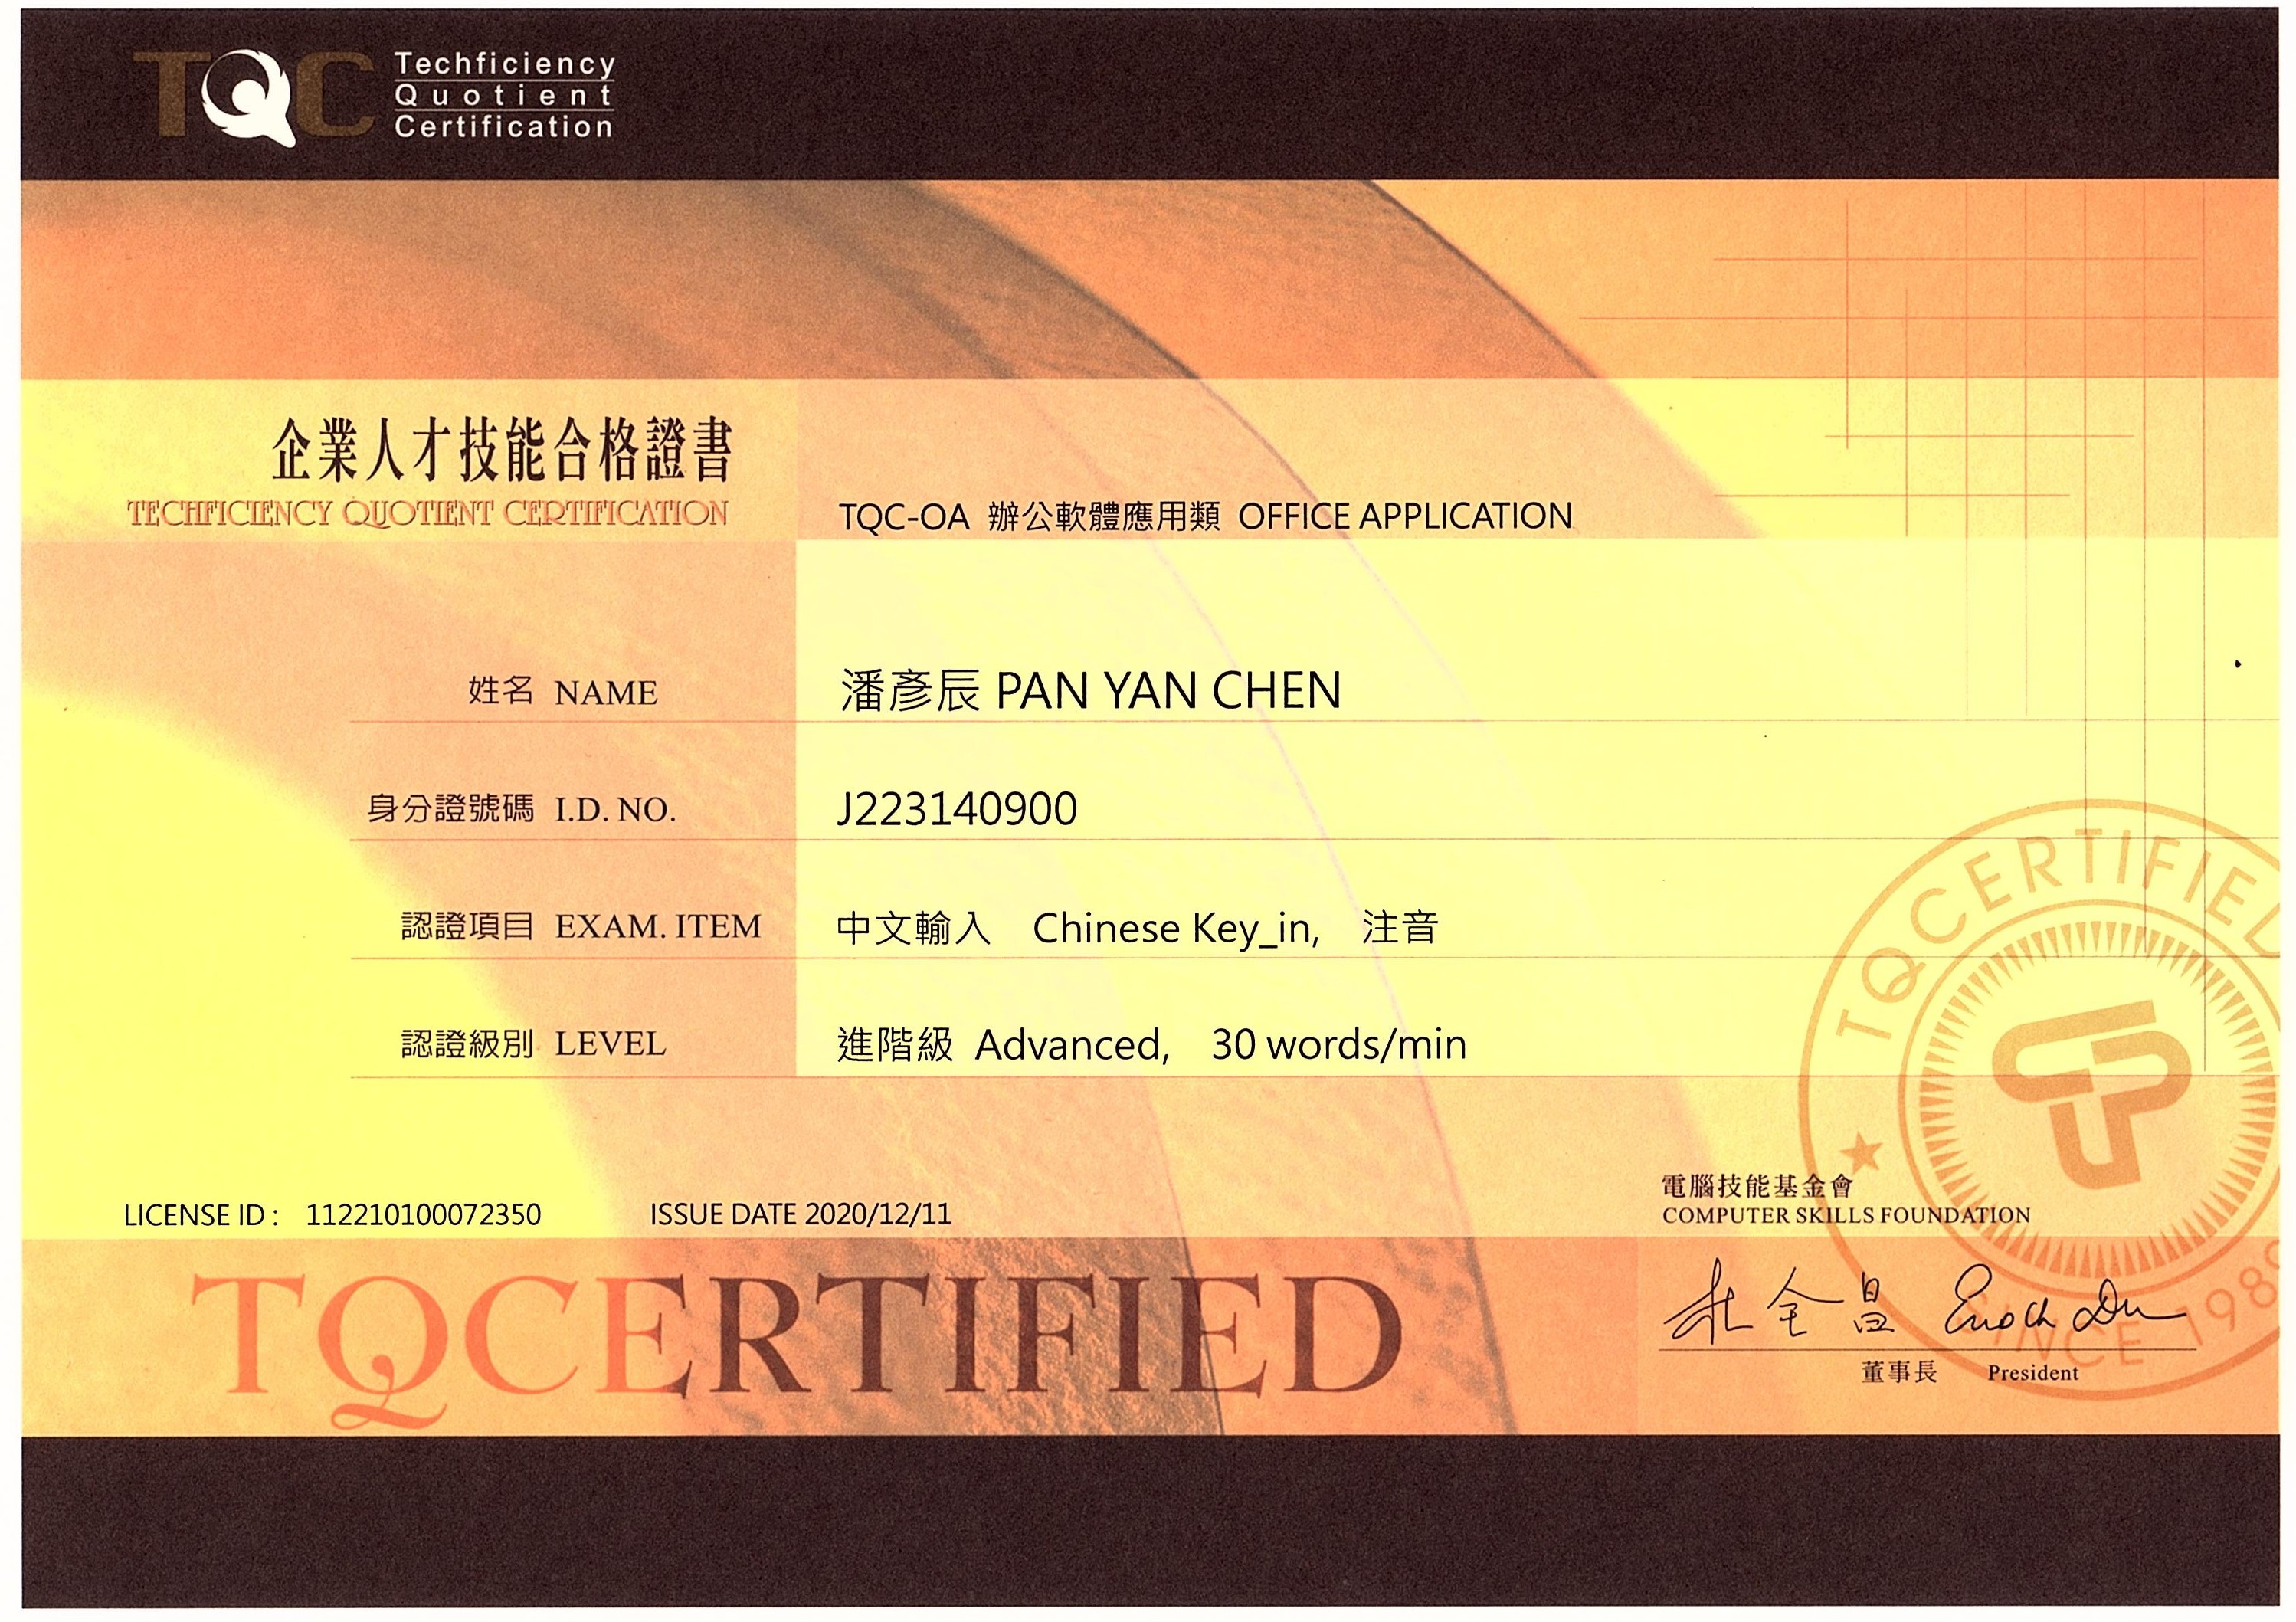 TQC
Techficiency
Quotient
Certification
企業人才技能合格證書
TECHFICIENCY QUOTIENT CERTIFICATION
TQC-OA 辦公軟體應用類 OFFICE APPLICATION
姓名 NAME 潘彥辰 PAN YAN CHEN
身分證號碼 I.D. NO. J223140900
認證項目 EXAM. ITEM 中文輸入 Chinese Key_in, 注音
認證級別 LEVEL 進階級 Advanced, 30 words/min
TQCERTIFIED
SINCE 198
電腦技能基金會
COMPUTER SKILLS FOUNDATION
LICENSE ID : 112210100072350 ISSUE DATE 2020/12/11
TQCERTIFIED
杜全昌 Enoch Du
董事長 President